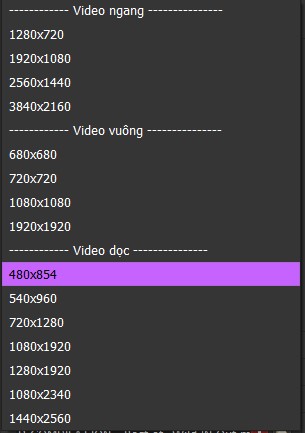 ------------ Video ngang ---------------
1280x720
1920x1080
2560x1440
3840x2160
------------ Video vuông ---------------
680x680
720x720
1080x1080
1920x1920
------------ Video dọc ---------------
480x854
540x960
720x1280
1080x1920
1280x1920
1080x2340
1440x2560